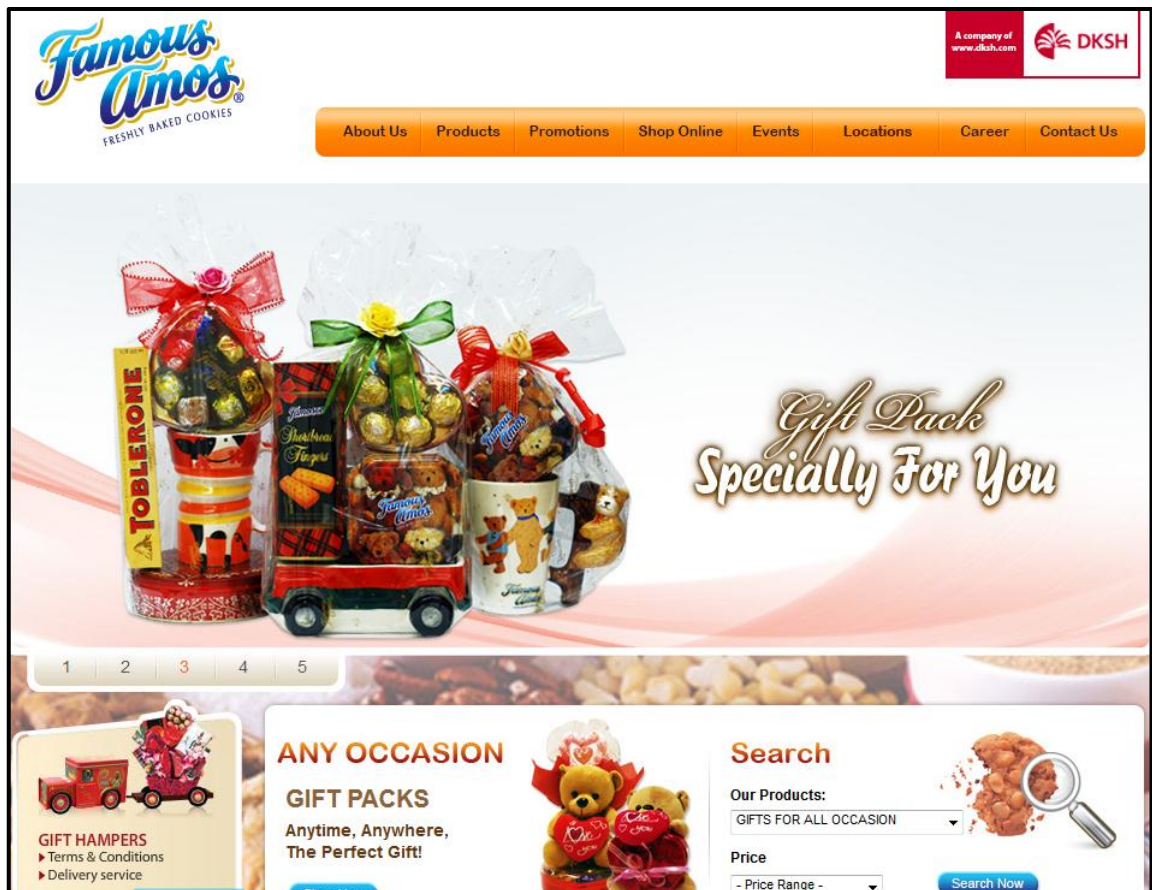 Famous
Amos®
FRESHLY BAKED COOKIES
A company of
www.dksh.com
DKSH
About Us
Products
Promotions
Shop Online
Events
Locations
Career
Contact Us
TOBLERONE
Famous
Shortbread
Fingers
Famous
Amos
Famous
Amos
Famous
Amos
Gift Pack
Specially For You
1 2 3 4 5
GIFT HAMPERS
Terms & Conditions
Delivery service
ANY OCCASION
GIFT PACKS
Anytime, Anywhere,
The Perfect Gift!
Search
Our Products:
GIFTS FOR ALL OCCASION
Price
- Price Range -
Search Now